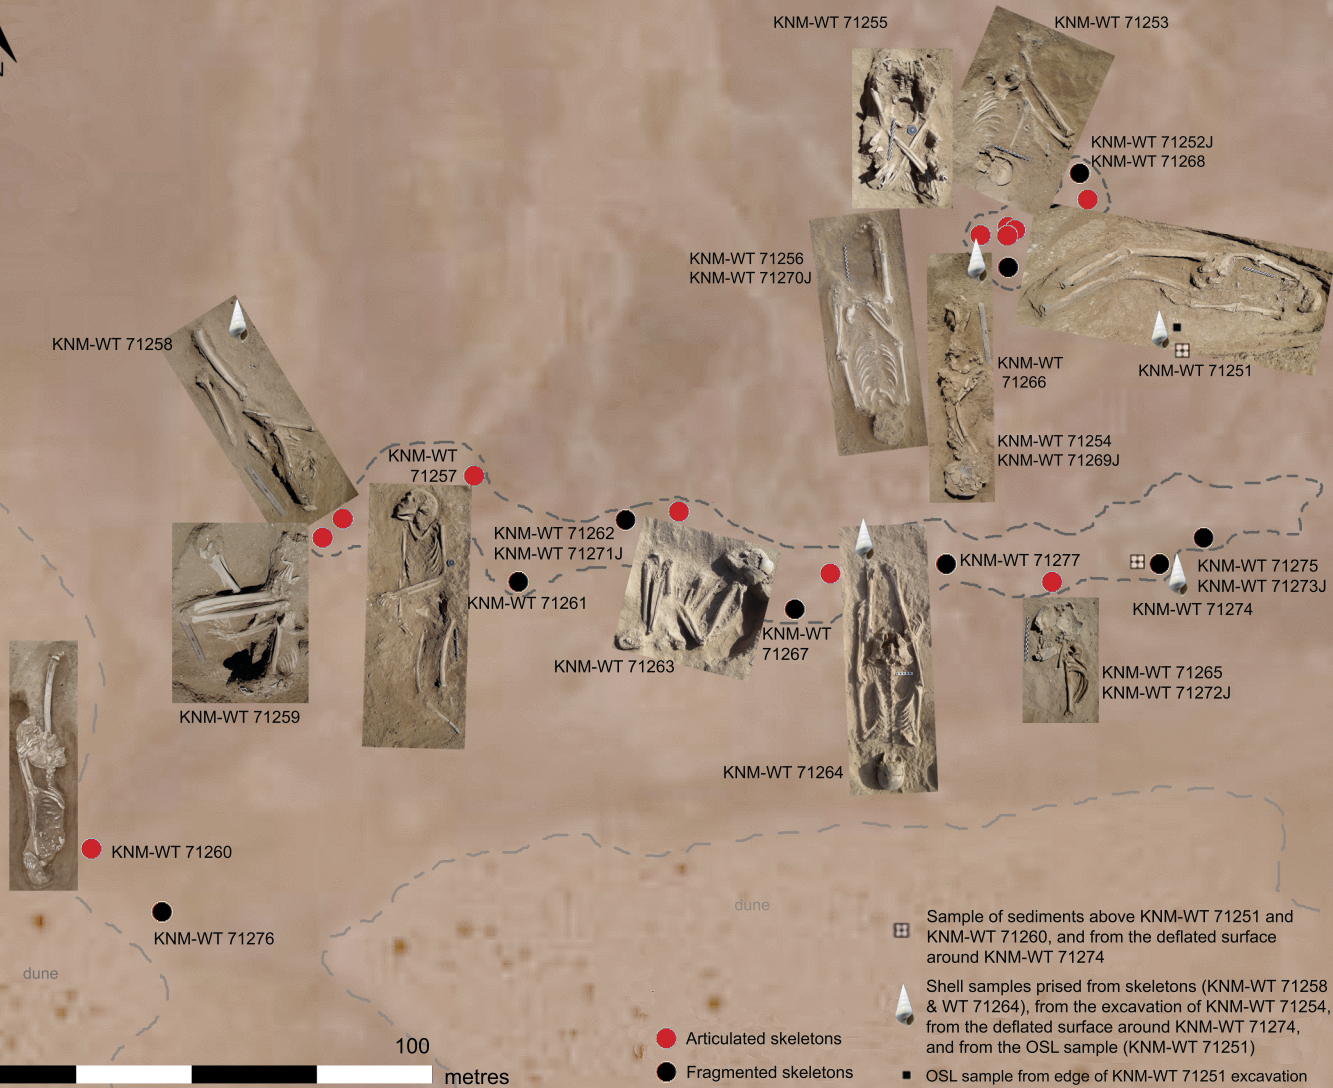 KNM-WT 71255
KNM-WT 71253
N
KNM-WT 71252J
KNM-WT 71268
KNM-WT 71256
KNM-WT 71270J
KNM-WT 71258
KNM-WT
71266
KNM-WT 71251
KNM-WT 71254
KNM-WT 71269J
KNM-WT
71257
KNM-WT 71262
KNM-WT 71271J
KNM-WT 71261
KNM-WT 71277
KNM-WT 71275
KNM-WT 71273J
KNM-WT 71274
KNM-WT
71267
KNM-WT 71263
KNM-WT 71265
KNM-WT 71272J
KNM-WT 71259
KNM-WT 71264
KNM-WT 71260
KNM-WT 71276
dune
dune
Sample of sediments above KNM-WT 71251 and
KNM-WT 71260, and from the deflated surface
around KNM-WT 71274
Shell samples prised from skeletons (KNM-WT 71258
& WT 71264), from the excavation of KNM-WT 71254,
from the deflated surface around KNM-WT 71274,
and from the OSL sample (KNM-WT 71251)
OSL sample from edge of KNM-WT 71251 excavation
Articulated skeletons
Fragmented skeletons
100
metres